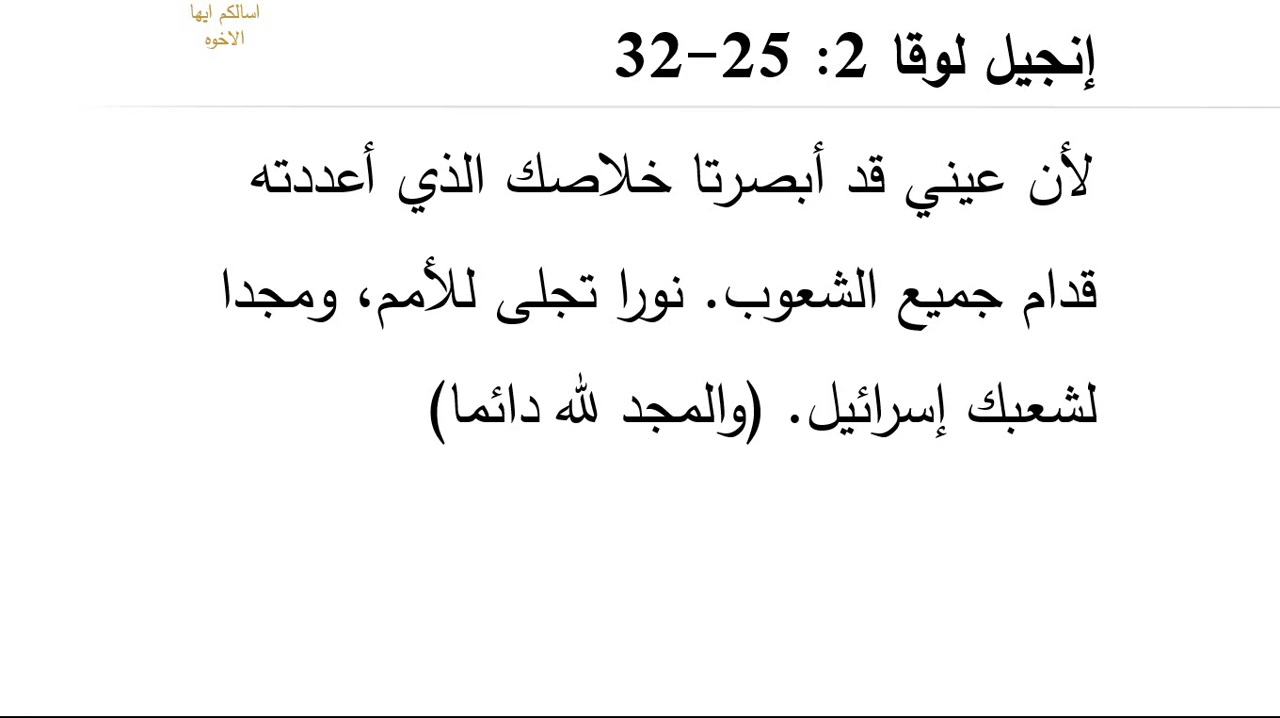 اسالكم ايها
الاخوه
إنجيل لوقا 2: 25-32
لأن عيني قد أبصرتا خلاصك الذي أعددته
قدام جميع الشعوب. نورا تجلى للأمم، ومجدا
لشعبك إسرائيل. (والمجد لله دائما)